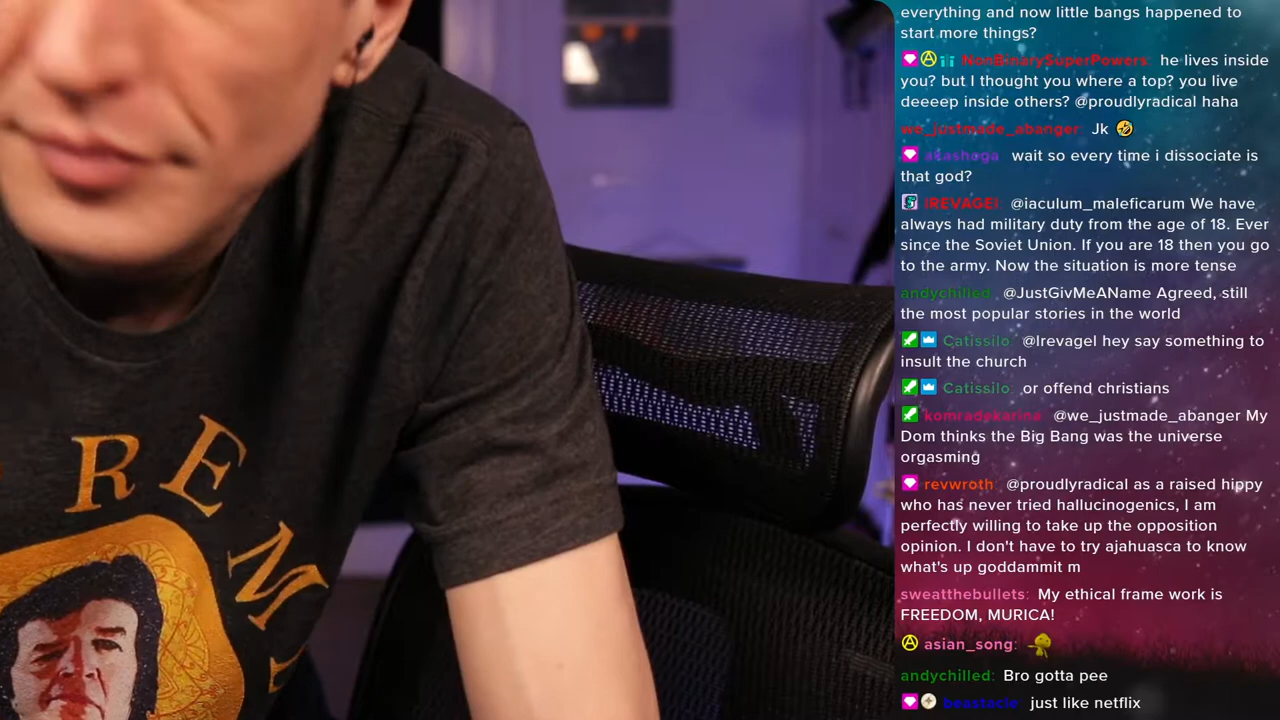 everything and now little bangs happened to
start more things?
NonBinarySuperPowers: he lives inside
you? but I thought you where a top? you live
deeeep inside others? @proudlyradical haha
we_justmade_abanger: Jk
akashoga wait so every time i dissociate is
that god?
IREVAGEI: @iaculum_maleficarum We have
always had military duty from the age of 18. Ever
since the Soviet Union. If you are 18 then you go
to the army. Now the situation is more tense
andychilled @JustGivMeAName Agreed, still
the most popular stories in the world
Catissilo: @Irevagel hey say something to
insult the church
Catissilo: or offend christians
komradekarina @we_justmade_abanger My
Dom thinks the Big Bang was the universe
orgasming
revwroth @proudlyradical as a raised hippy
who has never tried hallucinogenics, I am
perfectly willing to take up the opposition
opinion. I don't have to try ajahuasca to know
what's up goddammit m
sweatthebullets: My ethical frame work is
FREEDOM, MURICA!
asian_song:
andychilled: Bro gotta pee
beastacle just like netflix
REM